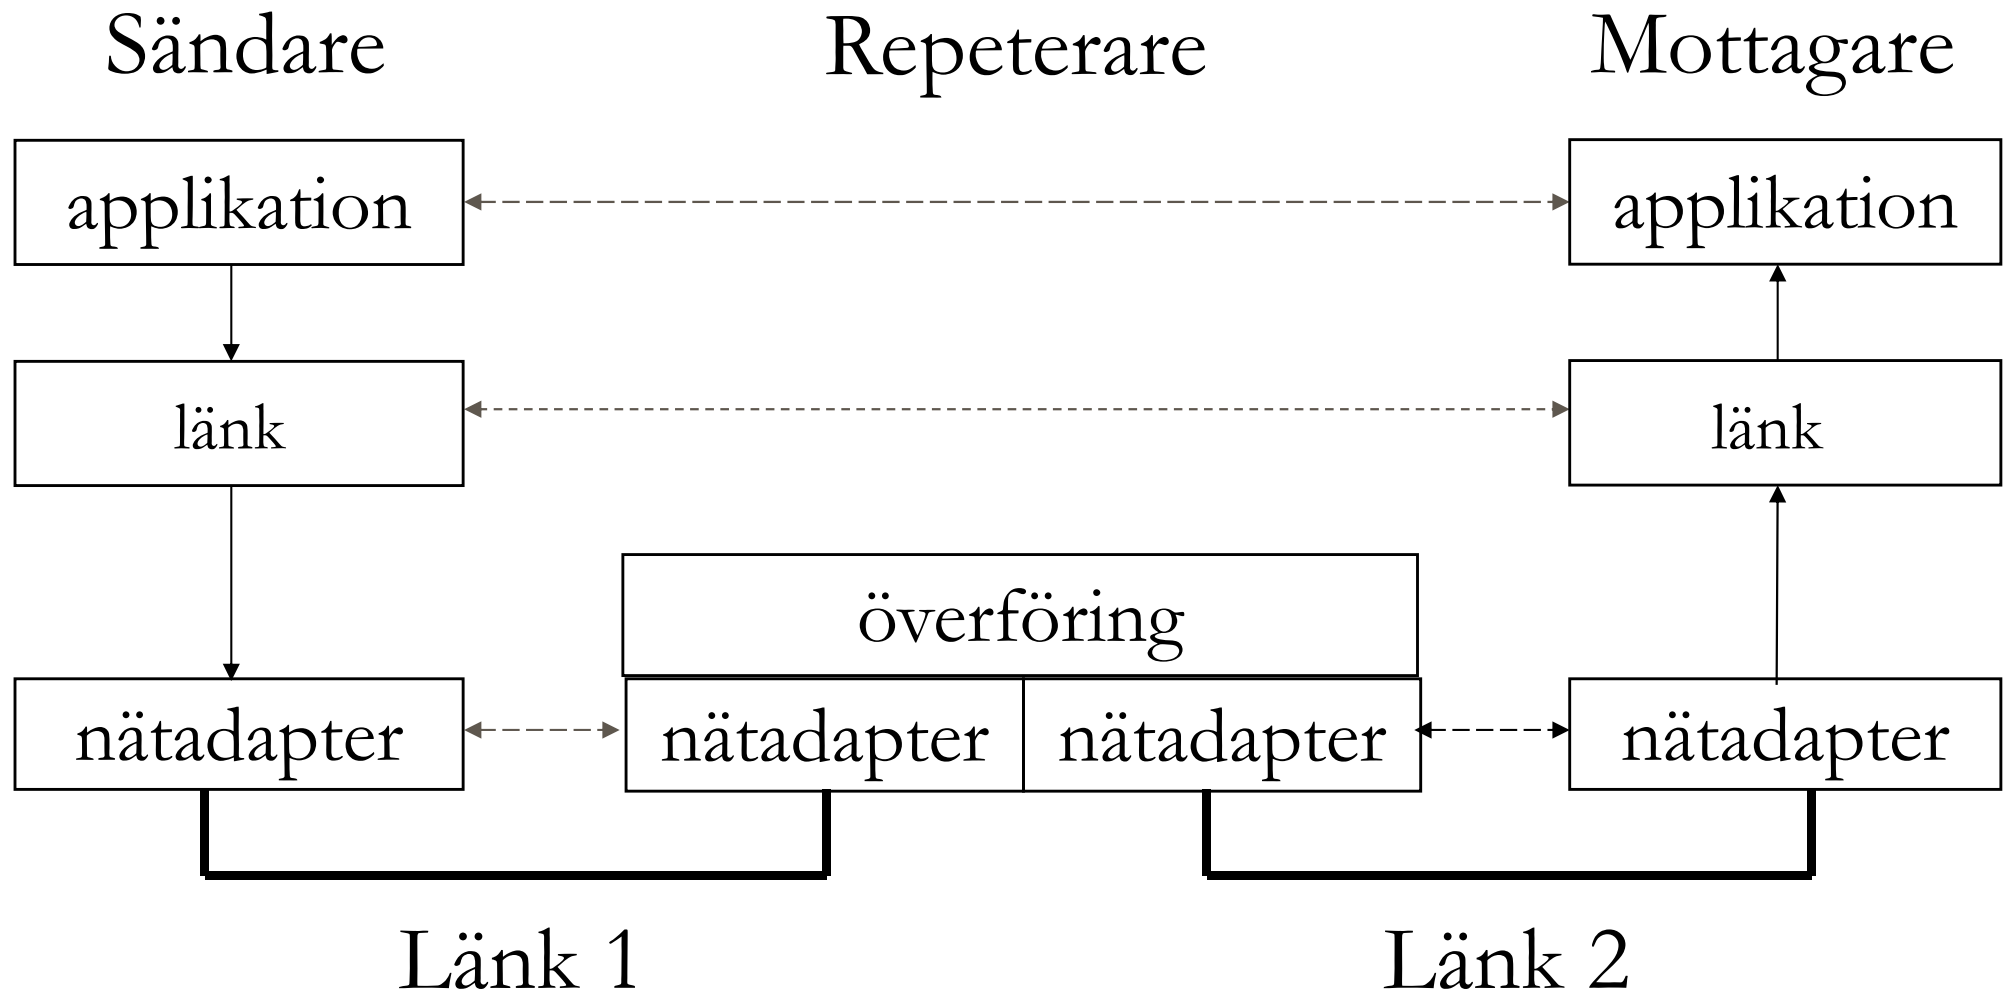 Sändare
Repeterare
Mottagare
applikation
applikation
länk
länk
överföring
nätadapter
nätadapter
nätadapter
nätadapter
Länk 1
Länk 2